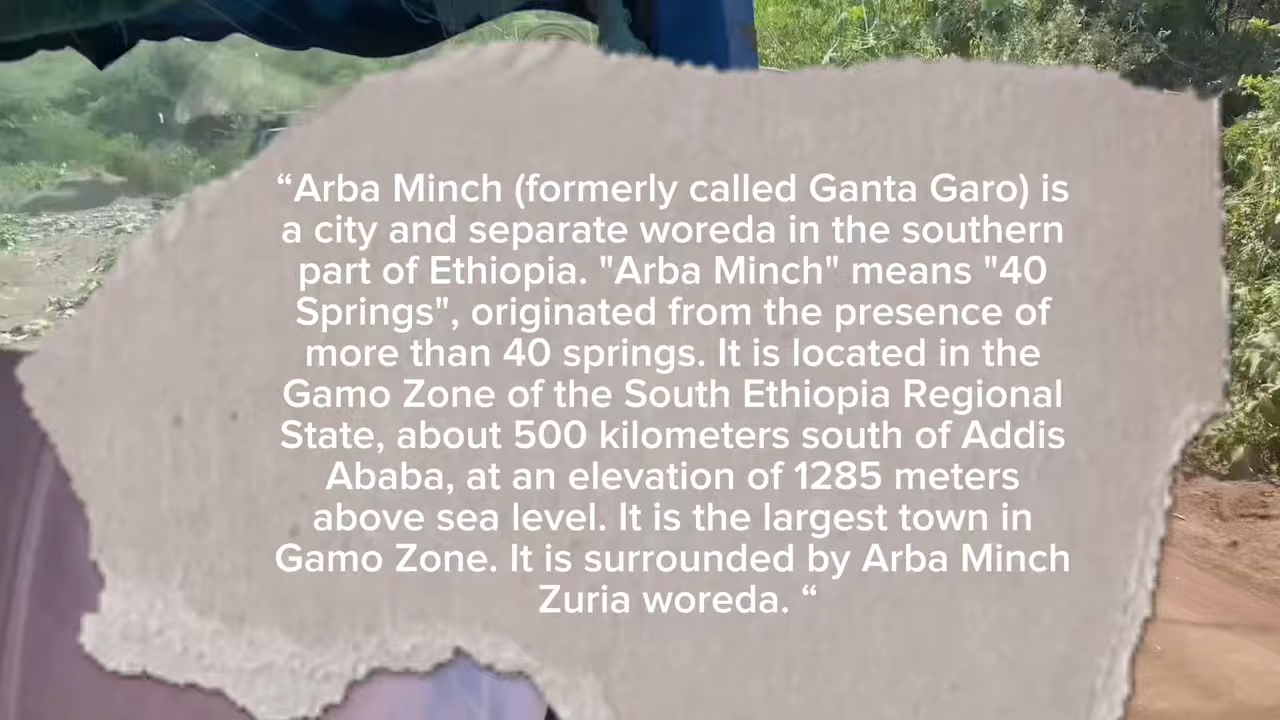 “Arba Minch (formerly called Ganta Garo) is
a city and separate woreda in the southern
part of Ethiopia. "Arba Minch" means "40
Springs", originated from the presence of
more than 40 springs. It is located in the
Gamo Zone of the South Ethiopia Regional
State, about 500 kilometers south of Addis
Ababa, at an elevation of 1285 meters
above sea level. It is the largest town in
Gamo Zone. It is surrounded by Arba Minch
Zuria woreda. “